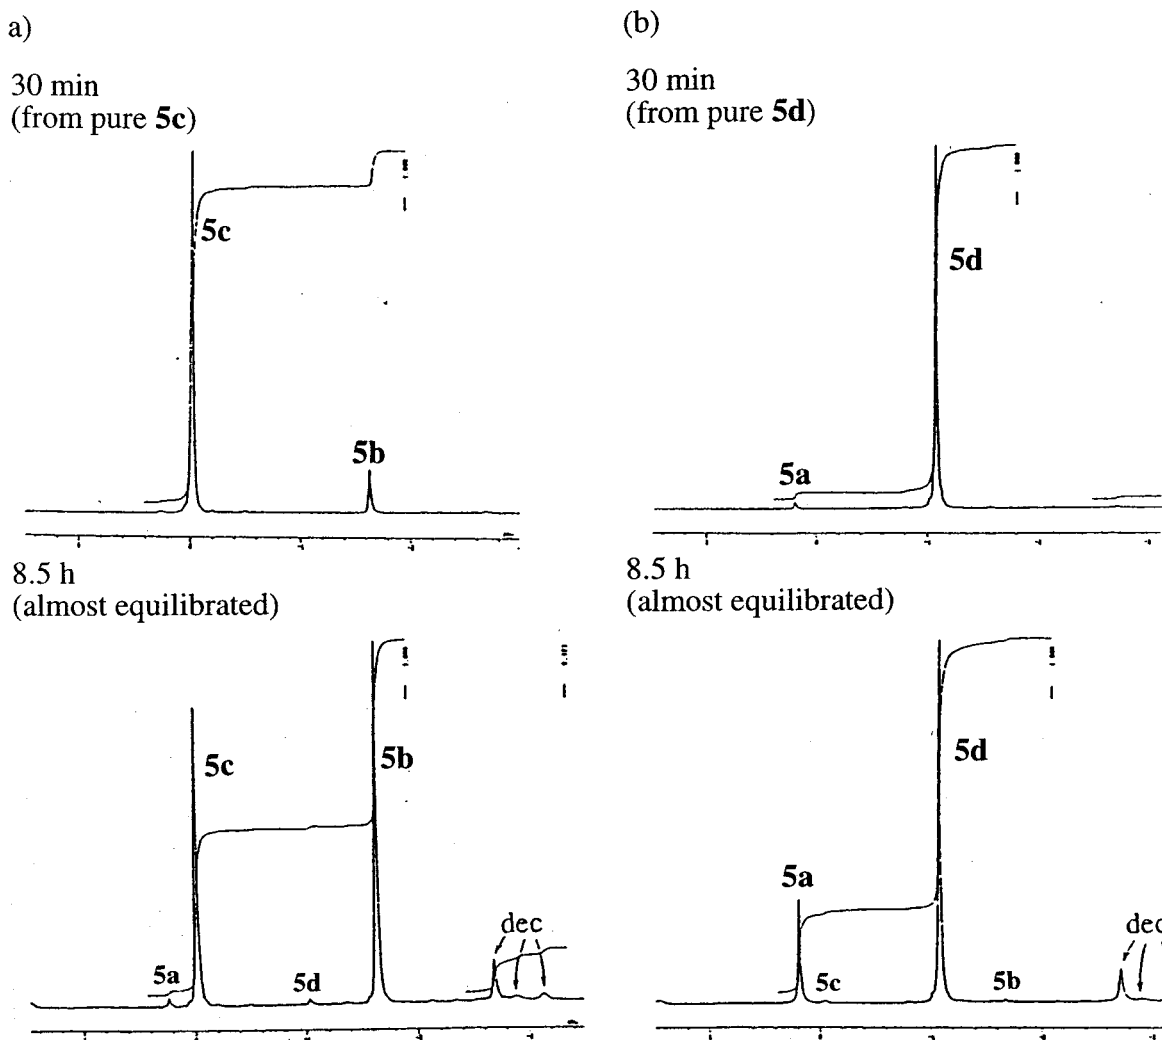 a)
30 min
(from pure 5c)
5c
5b
8.5 h
(almost equilibrated)
5c
5b
5a
5d
dec
(b)
30 min
(from pure 5d)
5d
5a
8.5 h
(almost equilibrated)
5d
5a
5c
5b
dec